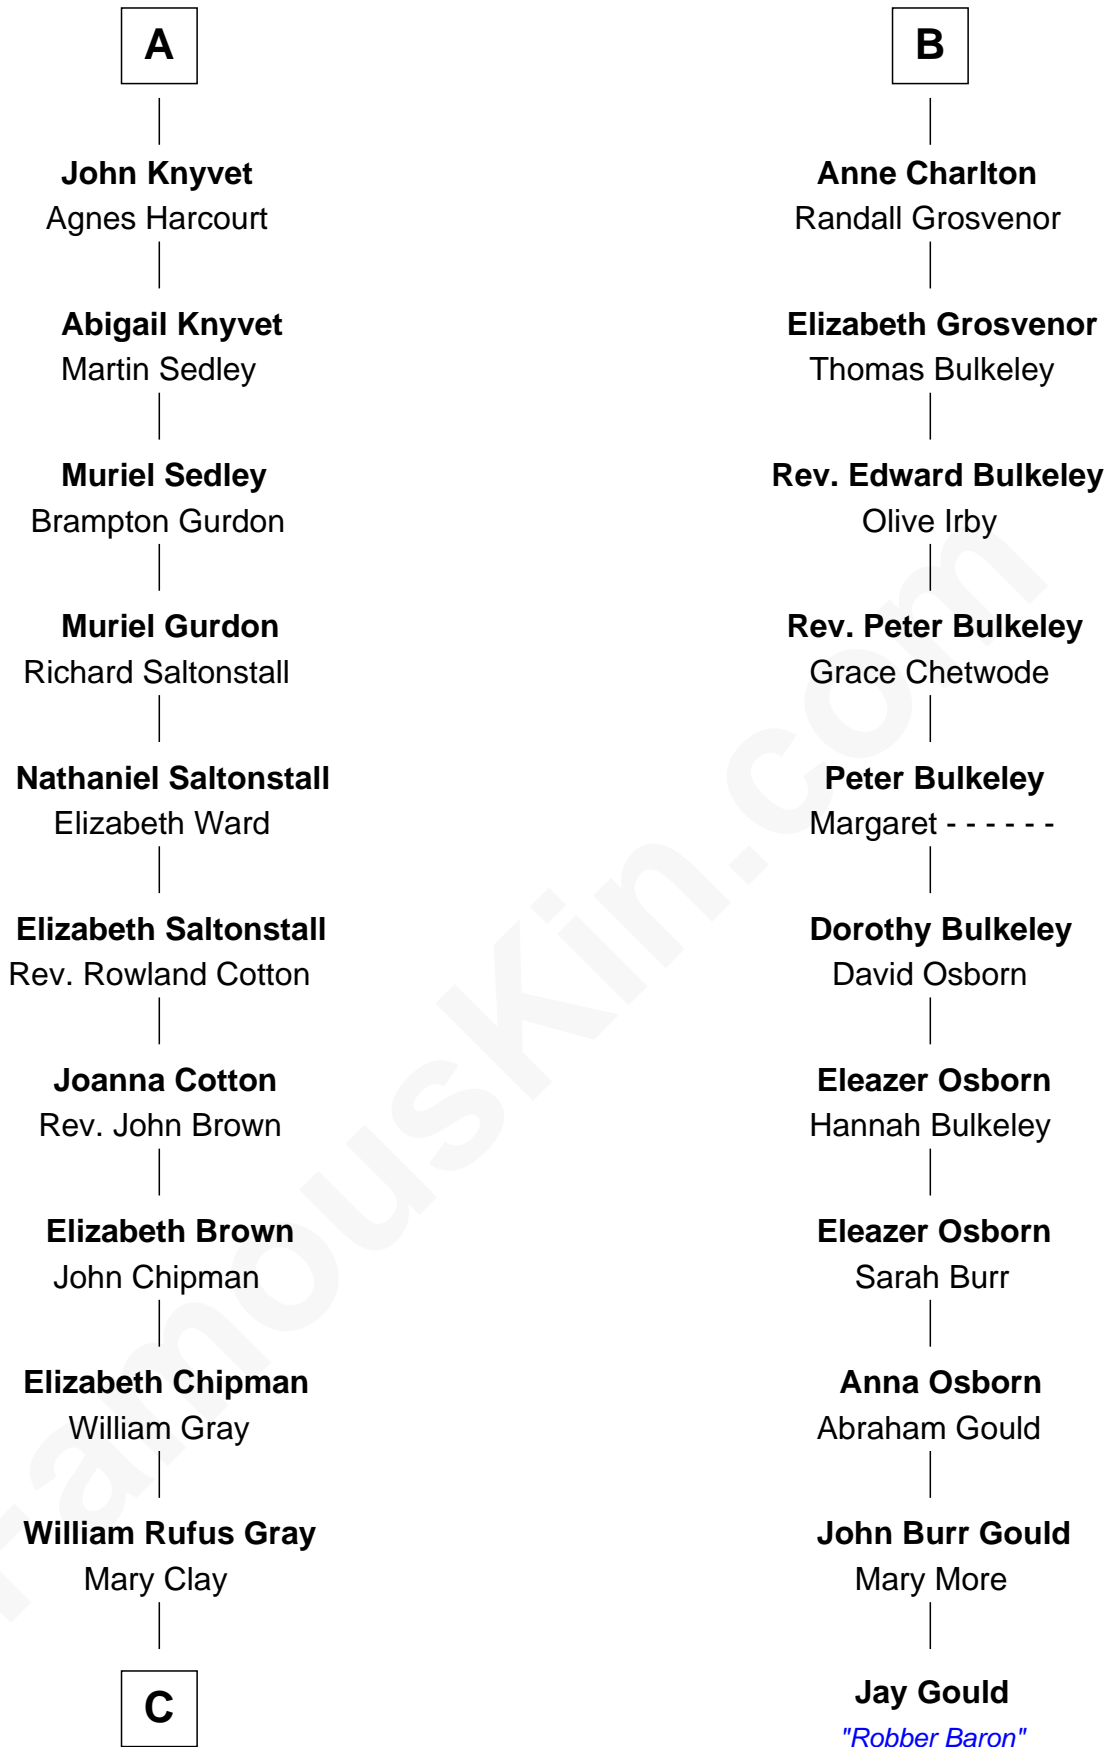 A
John Knyvet
Agnes Harcourt
Abigail Knyvet
Martin Sedley
Muriel Sedley
Brampton Gurdon
Muriel Gurdon
Richard Saltonstall
Nathaniel Saltonstall
Elizabeth Ward
Elizabeth Saltonstall
Rev. Rowland Cotton
Joanna Cotton
Rev. John Brown
Elizabeth Brown
John Chipman
Elizabeth Chipman
William Gray
William Rufus Gray
Mary Clay
C
B
Anne Charlton
Randall Grosvenor
Elizabeth Grosvenor
Thomas Bulkeley
Rev. Edward Bulkeley
Olive Irby
Rev. Peter Bulkeley
Grace Chetwode
Peter Bulkeley
Margaret - - - - - -
Dorothy Bulkeley
David Osborn
Eleazer Osborn
Hannah Bulkeley
Eleazer Osborn
Sarah Burr
Anna Osborn
Abraham Gould
John Burr Gould
Mary More
Jay Gould
"Robber Baron"
FamousKin.com